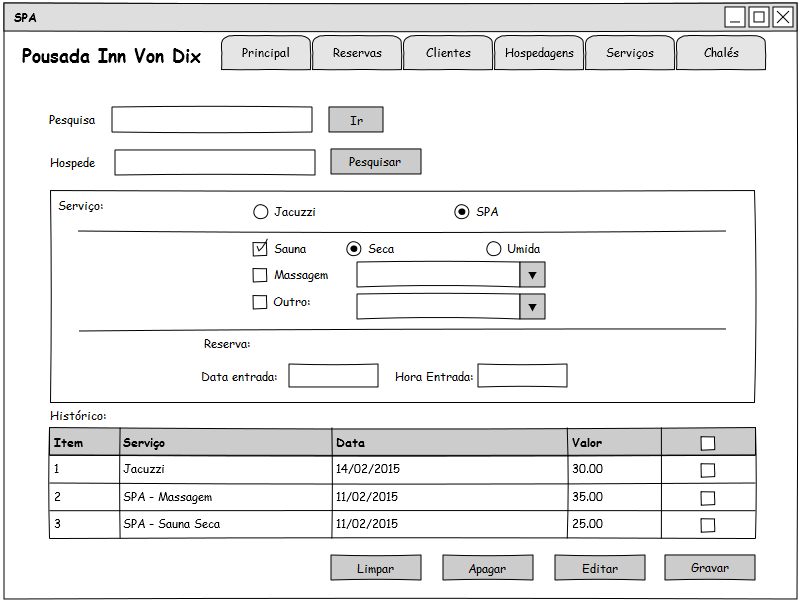 SPA
Pousada Inn Von Dix
Principal
Reservas
Clientes
Hospedagens
Serviços
Chalés
Pesquisa
Ir
Hospede
Pesquisar
Serviço:
Jacuzzi
SPA
Sauna
Seca
Umida
Massagem
Outro:
Reserva:
Data entrada:
Hora Entrada:
Histórico:
Item Serviço Data Valor
1 Jacuzzi 14/02/2015 30.00
2 SPA - Massagem 11/02/2015 35.00
3 SPA - Sauna Seca 11/02/2015 25.00
Limpar
Apagar
Editar
Gravar